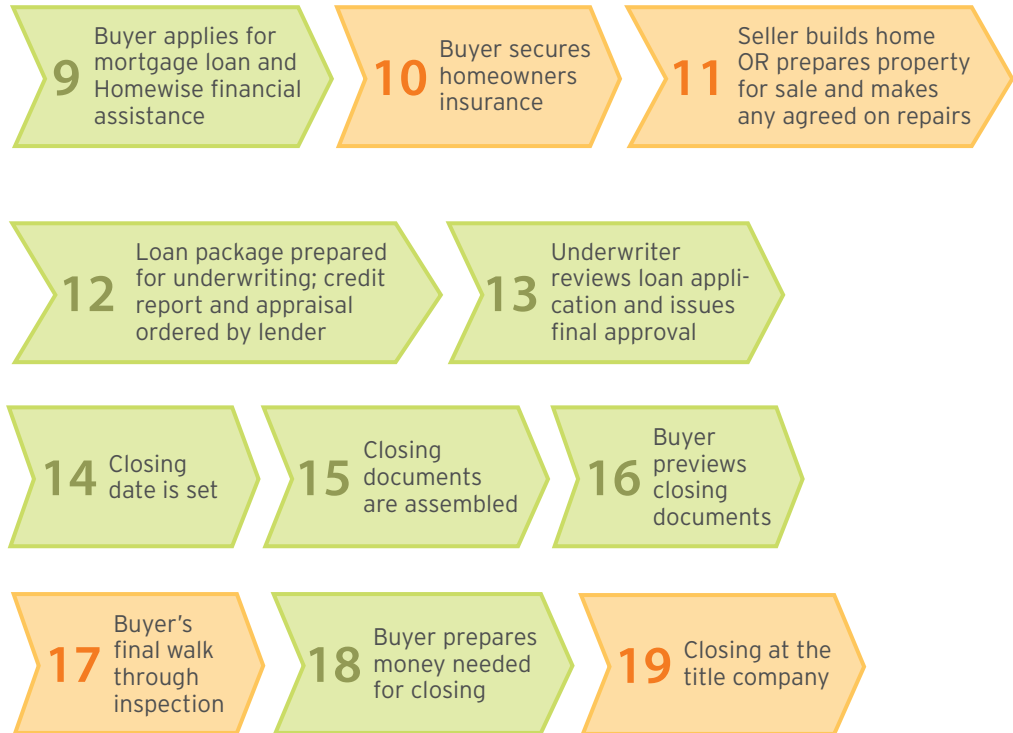 9
Buyer applies for
mortgage loan and
Homewise financial
assistance
10
Buyer secures
homeowners
insurance
11
Seller builds home
OR prepares property
for sale and makes
any agreed on repairs
12
Loan package prepared
for underwriting; credit
report and appraisal
ordered by lender
13
Underwriter
reviews loan appli-
cation and issues
final approval
14
Closing
date is set
15
Closing
documents
are assembled
16
Buyer
previews
closing
documents
17
Buyer’s
final walk
through
inspection
18
Buyer prepares
money needed
for closing
19
Closing at the
title company